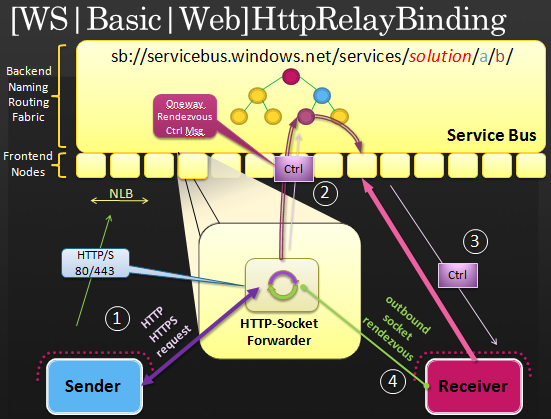 [WS|Basic|Web]HttpRelayBinding
Backend
Naming
Routing
Fabric
sb://servicebus.windows.net/services/solution/a/b/
Oneway
Rendezvous
Ctrl Msg
Service Bus
Frontend
Nodes
Ctrl
NLB
2
HTTP/S
80/443
3
Ctrl
1
HTTP
HTTPS
request
HTTP-Socket
Forwarder
outbound
socket
rendezvous
4
Sender
Receiver